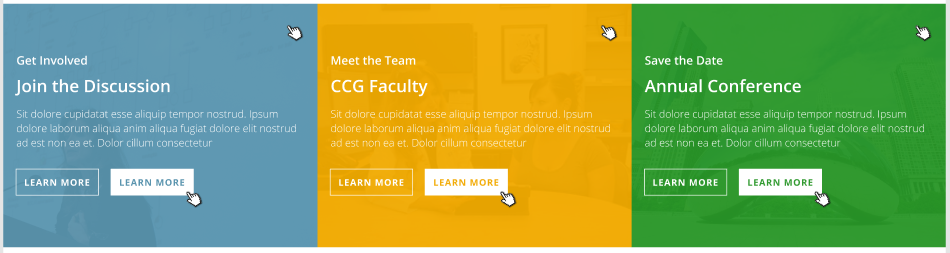 Get Involved
Join the Discussion
Sit dolore cupidatat esse aliquip tempor nostrud. Ipsum
dolore laborum aliqua anim aliqua fugiat dolore elit nostrud
ad est non ea et. Dolor cillum consectetur
LEARN MORE LEARN MORE
Meet the Team
CCG Faculty
Sit dolore cupidatat esse aliquip tempor nostrud. Ipsum
dolore laborum aliqua anim aliqua fugiat dolore elit nostrud
ad est non ea et. Dolor cillum consectetur
LEARN MORE LEARN MORE
Save the Date
Annual Conference
Sit dolore cupidatat esse aliquip tempor nostrud. Ipsum
dolore laborum aliqua anim aliqua fugiat dolore elit nostrud
ad est non ea et. Dolor cillum consectetur
LEARN MORE LEARN MORE